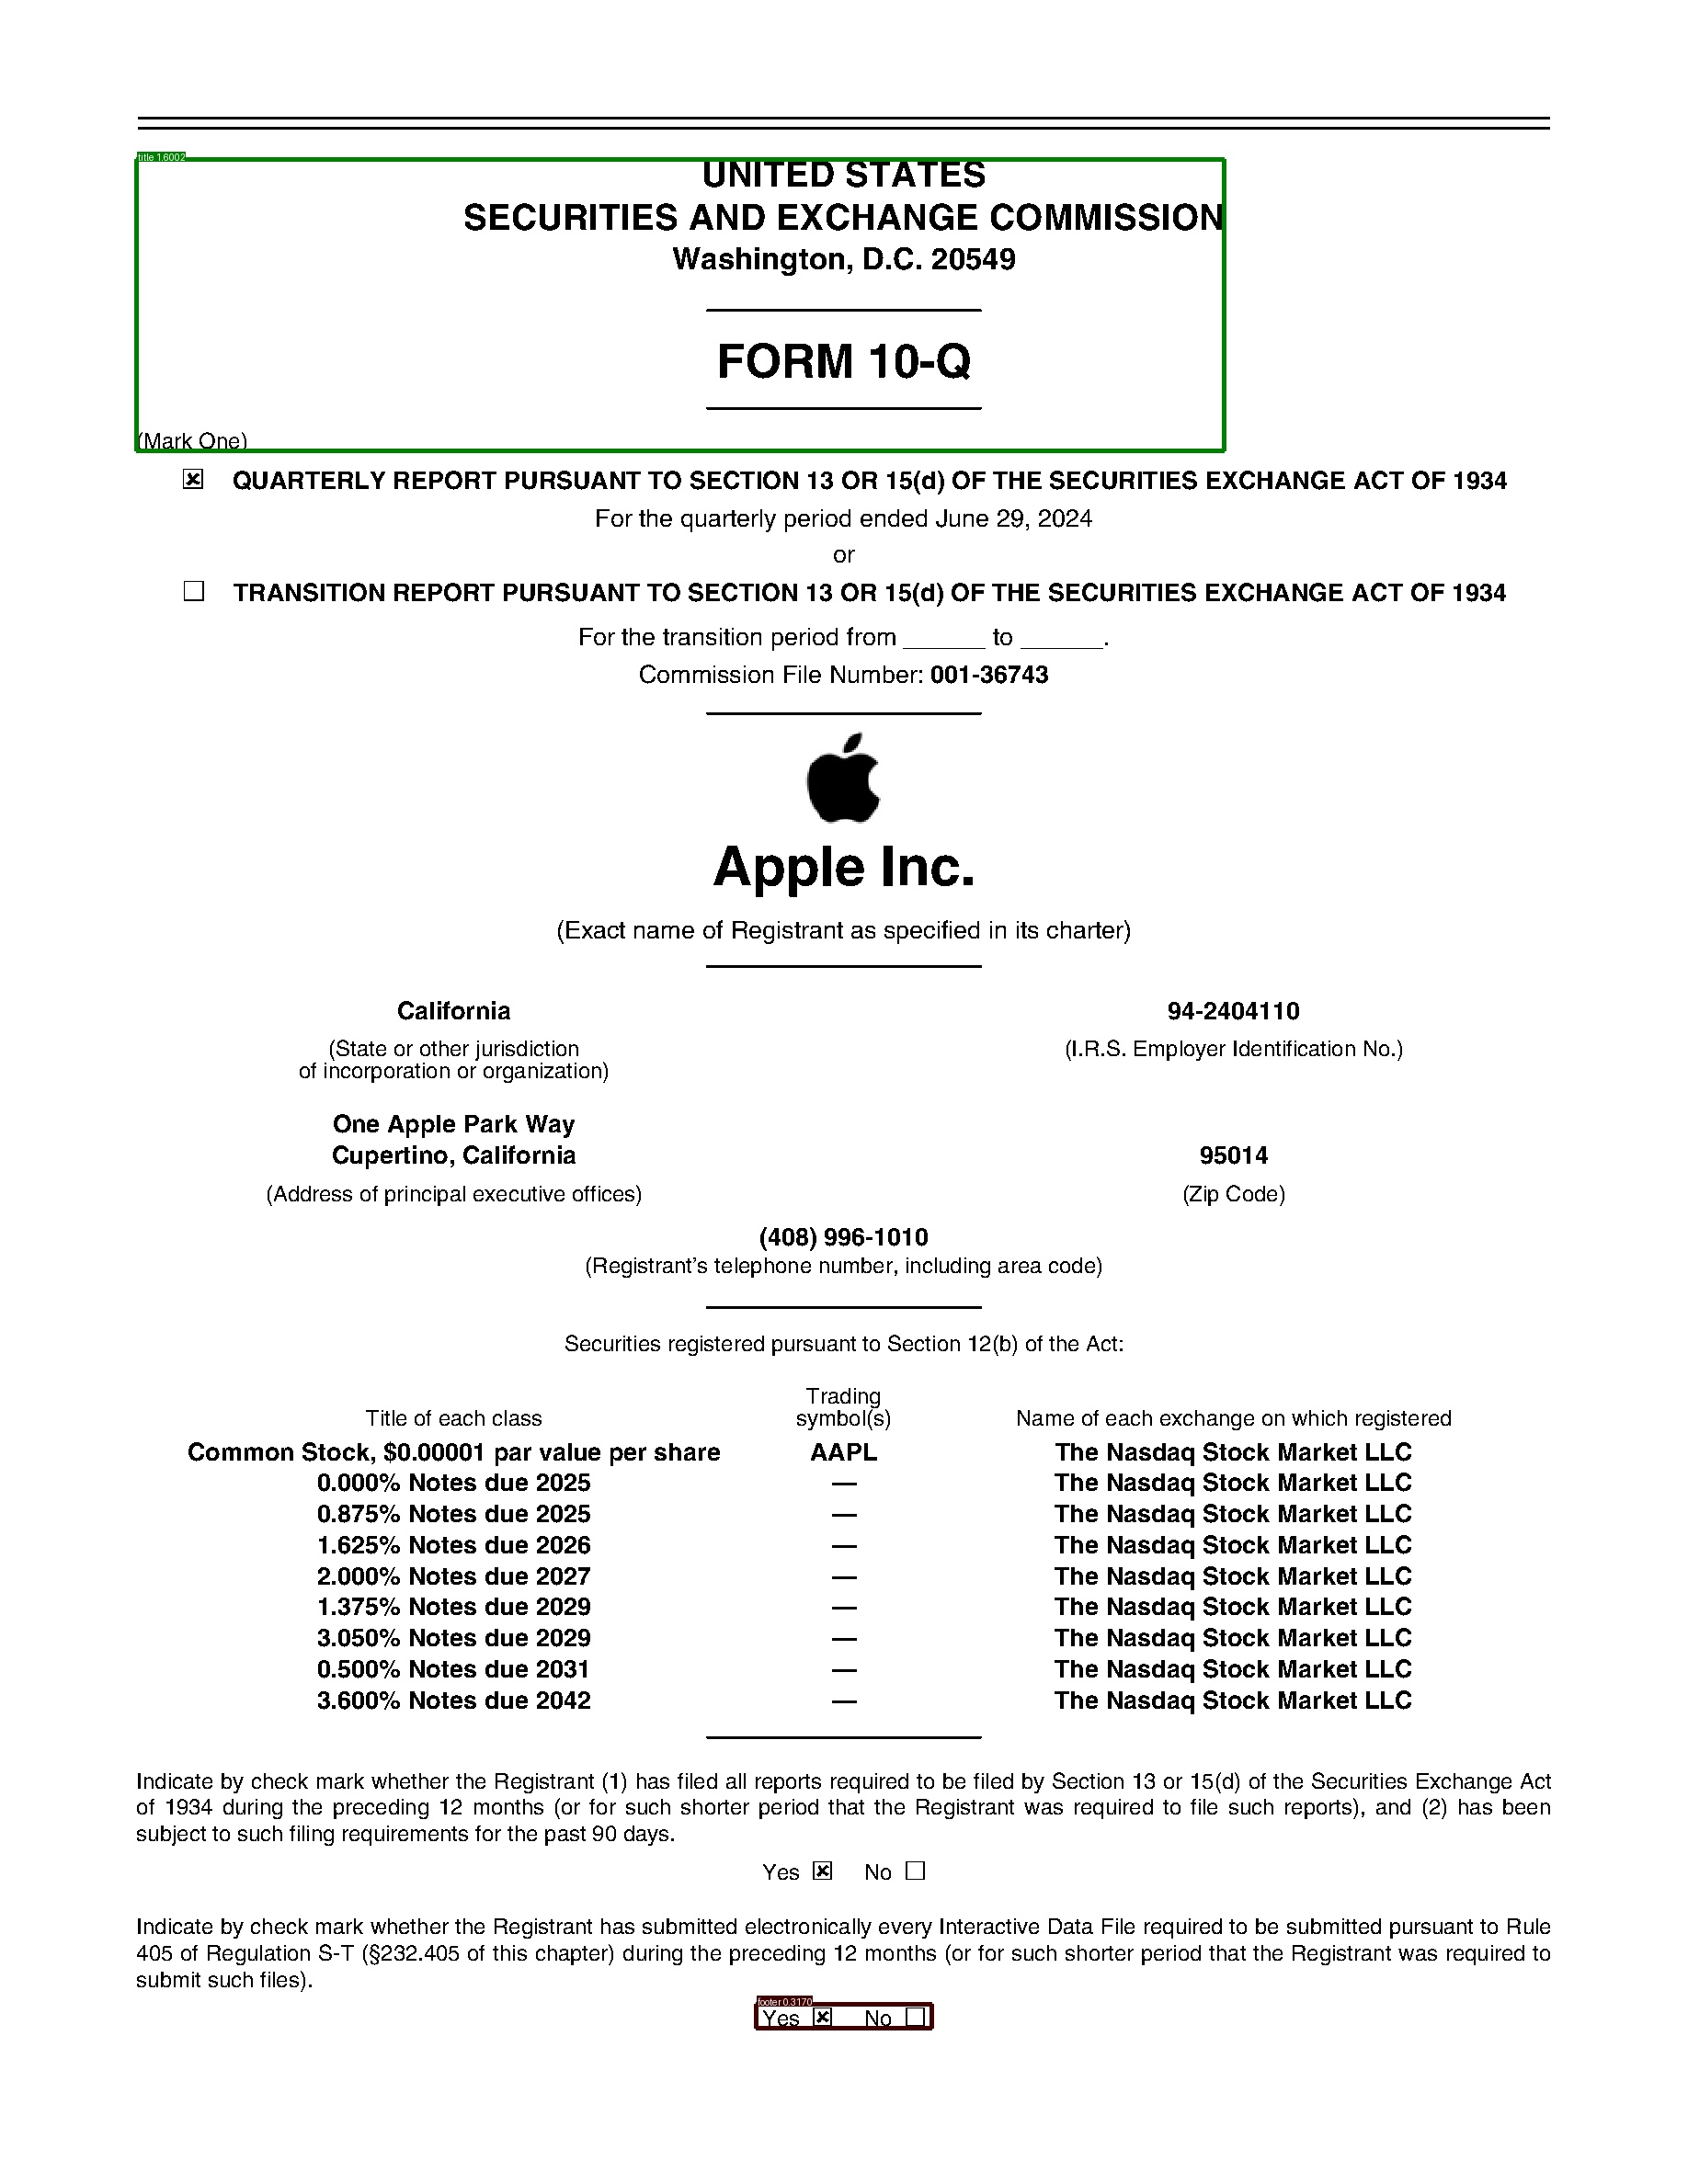 title 1.6002
UNITED STATES
SECURITIES AND EXCHANGE COMMISSION
Washington, D.C. 20549
FORM 10-Q
(Mark One)
☒ QUARTERLY REPORT PURSUANT TO SECTION 13 OR 15(d) OF THE SECURITIES EXCHANGE ACT OF 1934
For the quarterly period ended June 29, 2024
or
☐ TRANSITION REPORT PURSUANT TO SECTION 13 OR 15(d) OF THE SECURITIES EXCHANGE ACT OF 1934
For the transition period from ______ to ______.
Commission File Number: 001-36743
Apple Inc.
(Exact name of Registrant as specified in its charter)
California 94-2404110
(State or other jurisdiction (I.R.S. Employer Identification No.)
of incorporation or organization)
One Apple Park Way
Cupertino, California 95014
(Address of principal executive offices) (Zip Code)
(408) 996-1010
(Registrant’s telephone number, including area code)
Securities registered pursuant to Section 12(b) of the Act:
Trading
Title of each class symbol(s) Name of each exchange on which registered
Common Stock, $0.00001 par value per share AAPL The Nasdaq Stock Market LLC
0.000% Notes due 2025 — The Nasdaq Stock Market LLC
0.875% Notes due 2025 — The Nasdaq Stock Market LLC
1.625% Notes due 2026 — The Nasdaq Stock Market LLC
2.000% Notes due 2027 — The Nasdaq Stock Market LLC
1.375% Notes due 2029 — The Nasdaq Stock Market LLC
3.050% Notes due 2029 — The Nasdaq Stock Market LLC
0.500% Notes due 2031 — The Nasdaq Stock Market LLC
3.600% Notes due 2042 — The Nasdaq Stock Market LLC
Indicate by check mark whether the Registrant (1) has filed all reports required to be filed by Section 13 or 15(d) of the Securities Exchange Act
of 1934 during the preceding 12 months (or for such shorter period that the Registrant was required to file such reports), and (2) has been
subject to such filing requirements for the past 90 days.
Yes ☒ No ☐
Indicate by check mark whether the Registrant has submitted electronically every Interactive Data File required to be submitted pursuant to Rule
405 of Regulation S-T (§232.405 of this chapter) during the preceding 12 months (or for such shorter period that the Registrant was required to
submit such files).
footer 0.3170
Yes ☒ No ☐